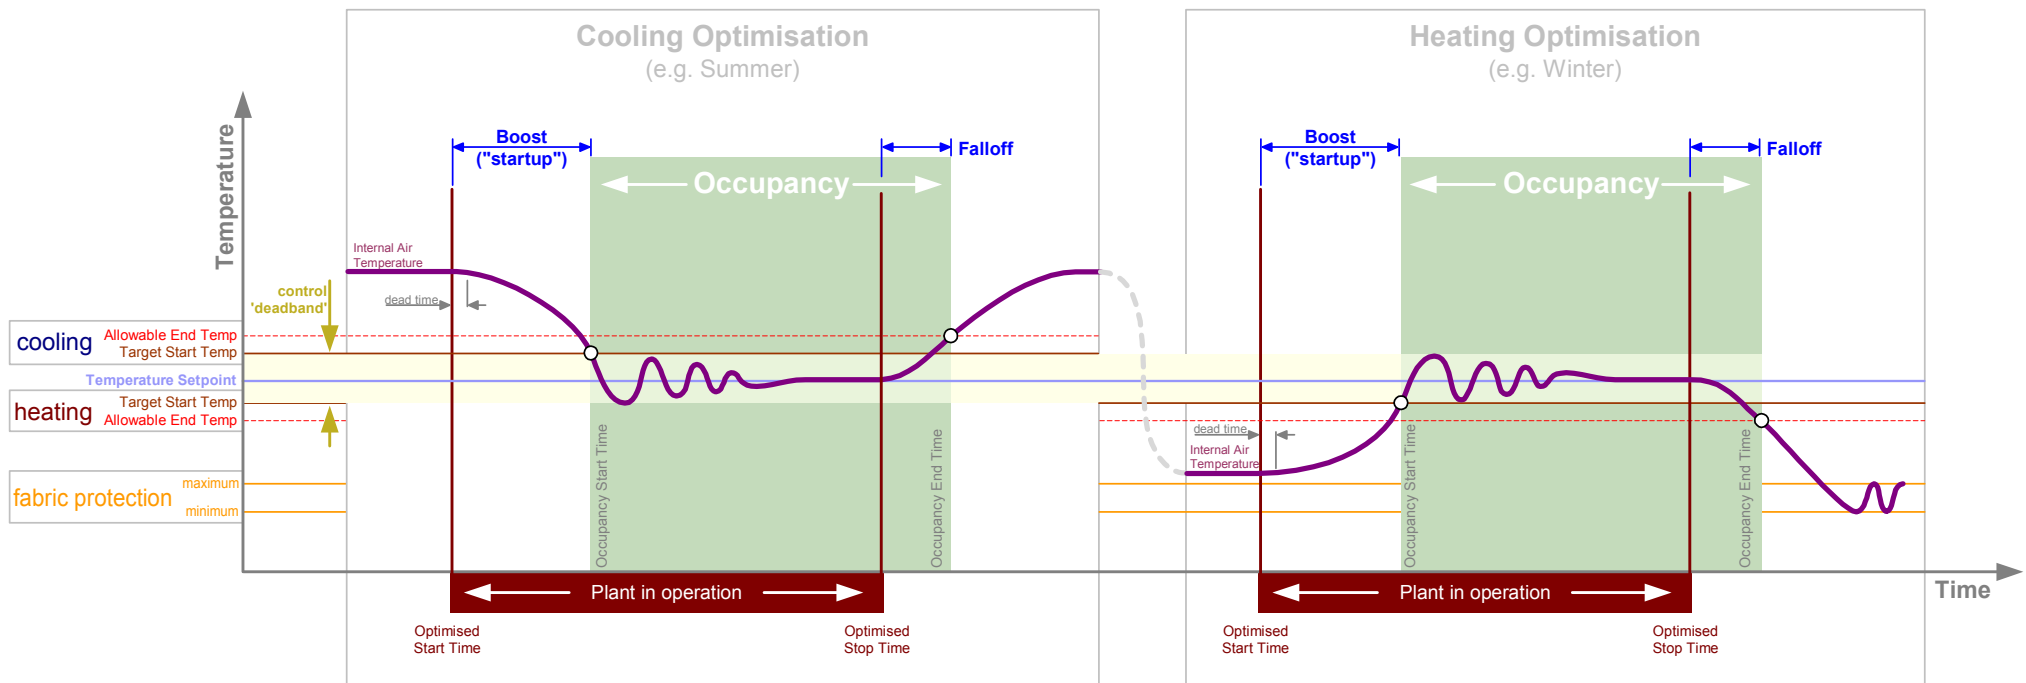 Cooling Optimisation
(e.g. Summer)
Heating Optimisation
(e.g. Winter)
Temperature
Boost
("startup")
Falloff
Occupancy
Boost
("startup")
Falloff
Occupancy
Internal Air
Temperature
dead time
control
'deadband'
cooling
Allowable End Temp
Target Start Temp
Temperature Setpoint
heating
Target Start Temp
Allowable End Temp
fabric protection
maximum
minimum
Occupancy Start Time
Occupancy End Time
dead time
Internal Air
Temperature
Occupancy Start Time
Occupancy End Time
Plant in operation
Plant in operation
Time
Optimised
Start Time
Optimised
Stop Time
Optimised
Start Time
Optimised
Stop Time